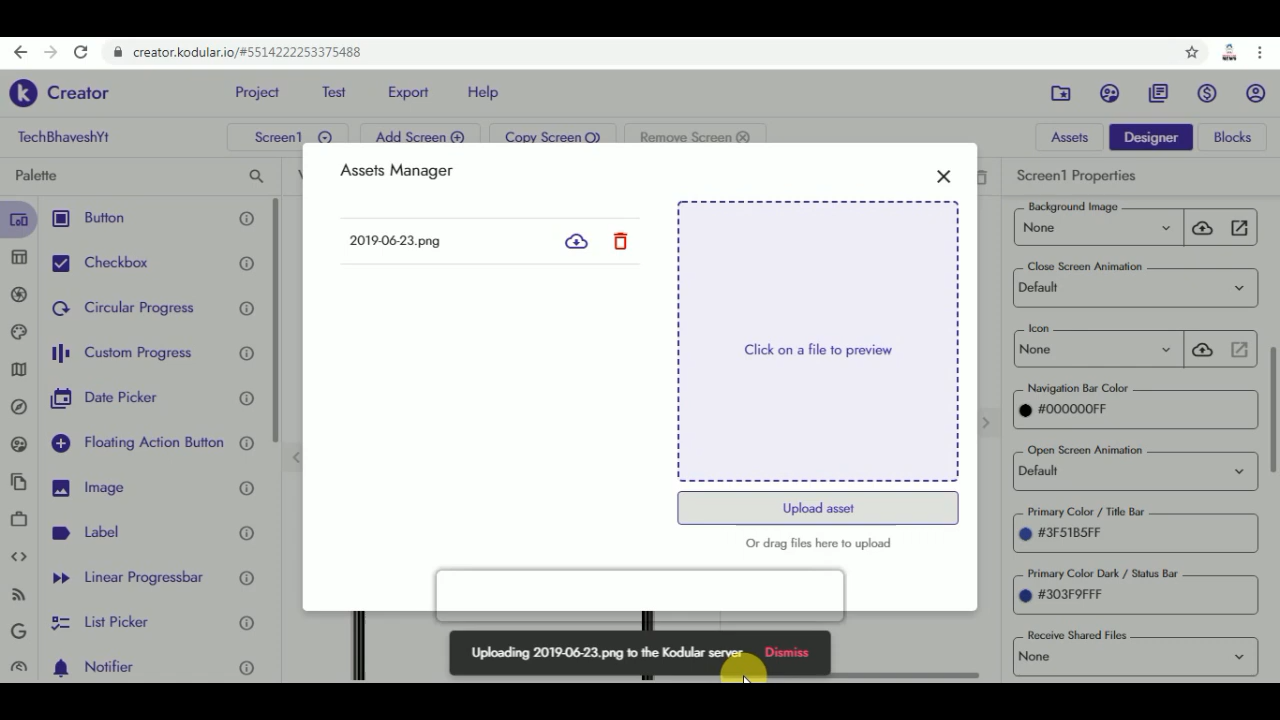 creator.kodular.io/#5514222253375488
Creator
Project
Test
Export
Help
TechBhaveshYt
Screen1
Add Screen
Copy Screen
Remove Screen
Assets
Designer
Blocks
Palette
Button
Checkbox
Circular Progress
Custom Progress
Date Picker
Floating Action Button
Image
Label
Linear Progressbar
List Picker
Notifier
Assets Manager
2019-06-23.png
Click on a file to preview
Upload asset
Or drag files here to upload
Uploading 2019-06-23.png to the Kodular server
Dismiss
Screen1 Properties
Background Image
None
Close Screen Animation
Default
Icon
None
Navigation Bar Color
#000000FF
Open Screen Animation
Default
Primary Color / Title Bar
#3F51B5FF
Primary Color Dark / Status Bar
#303F9FFF
Receive Shared Files
None